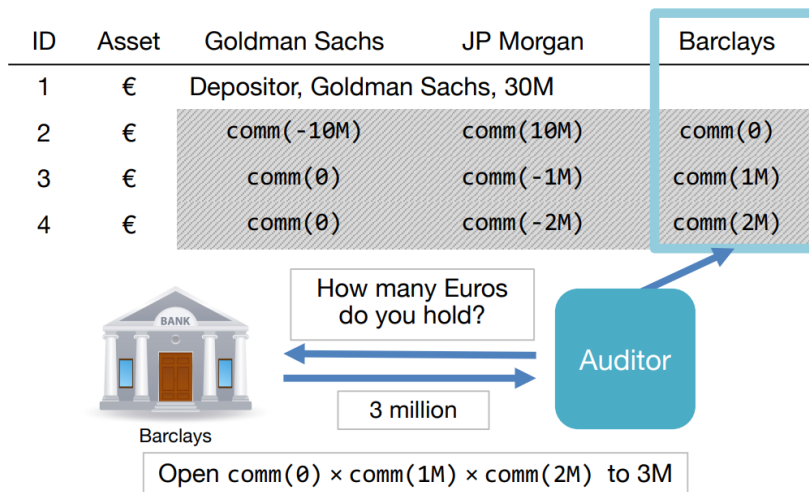 ID Asset Goldman Sachs JP Morgan Barclays
1 € Depositor, Goldman Sachs, 30M
2 € comm(-10M) comm(10M) comm(0)
3 € comm(0) comm(-1M) comm(1M)
4 € comm(0) comm(-2M) comm(2M)
How many Euros
do you hold?
BANK
Auditor
3 million
Barclays
Open comm(0) × comm(1M) × comm(2M) to 3M